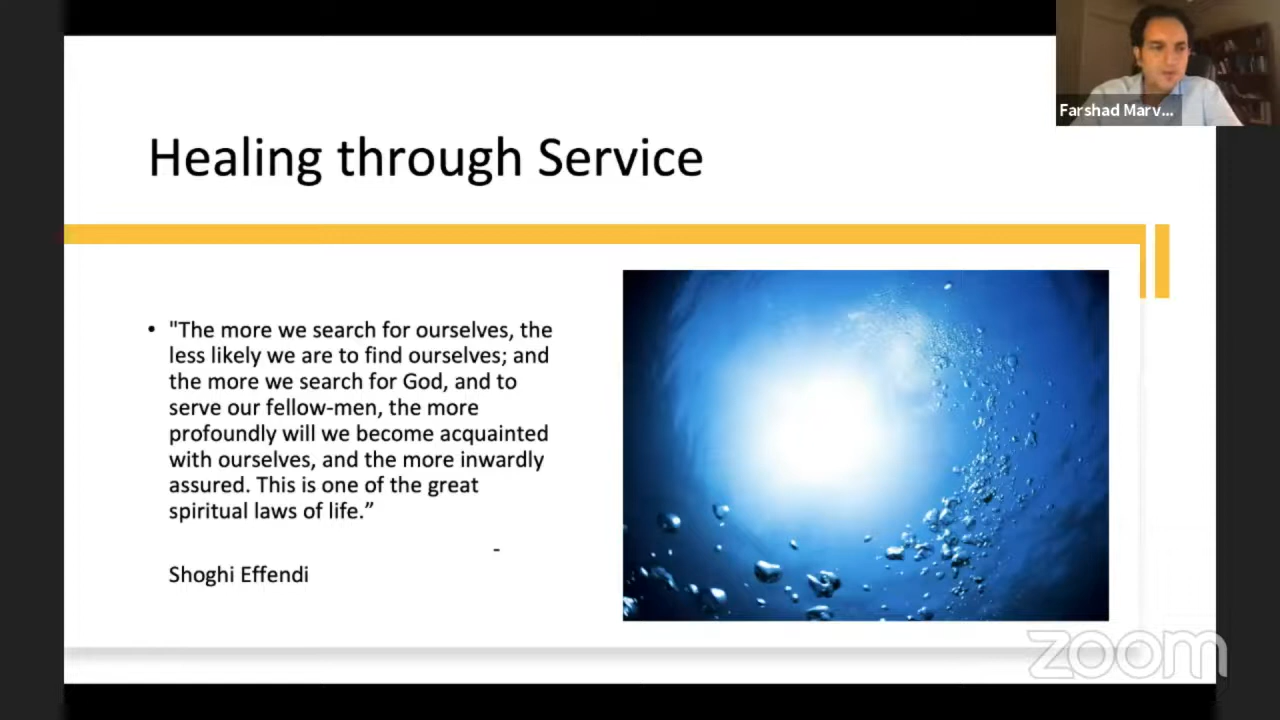 Farshad Marv...
Healing through Service
• "The more we search for ourselves, the
less likely we are to find ourselves; and
the more we search for God, and to
serve our fellow-men, the more
profoundly will we become acquainted
with ourselves, and the more inwardly
assured. This is one of the great
spiritual laws of life.”
-
Shoghi Effendi
zoom